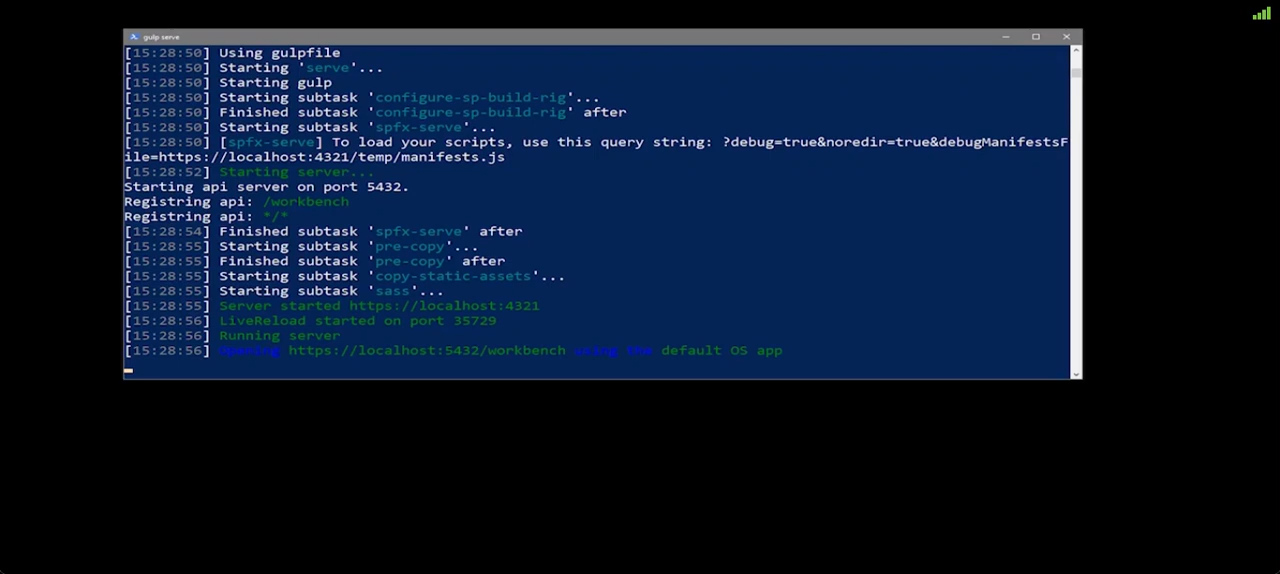 gulp serve
[15:28:50] Using gulpfile
[15:28:50] Starting 'serve'...
[15:28:50] Starting gulp
[15:28:50] Starting subtask 'configure-sp-build-rig'...
[15:28:50] Finished subtask 'configure-sp-build-rig' after
[15:28:50] Starting subtask 'spfx-serve'...
[15:28:50] [spfx-serve] To load your scripts, use this query string: ?debug=true&noredir=true&debugManifestsF
ile=https://localhost:4321/temp/manifests.js
[15:28:52] Starting server...
Starting api server on port 5432.
Registring api: /workbench
Registring api: */*
[15:28:54] Finished subtask 'spfx-serve' after
[15:28:55] Starting subtask 'pre-copy'...
[15:28:55] Finished subtask 'pre-copy' after
[15:28:55] Starting subtask 'copy-static-assets'...
[15:28:55] Starting subtask 'sass'...
[15:28:55] Server started https://localhost:4321
[15:28:56] LiveReload started on port 35729
[15:28:56] Running server
[15:28:56] Opening https://localhost:5432/workbench using the default OS app